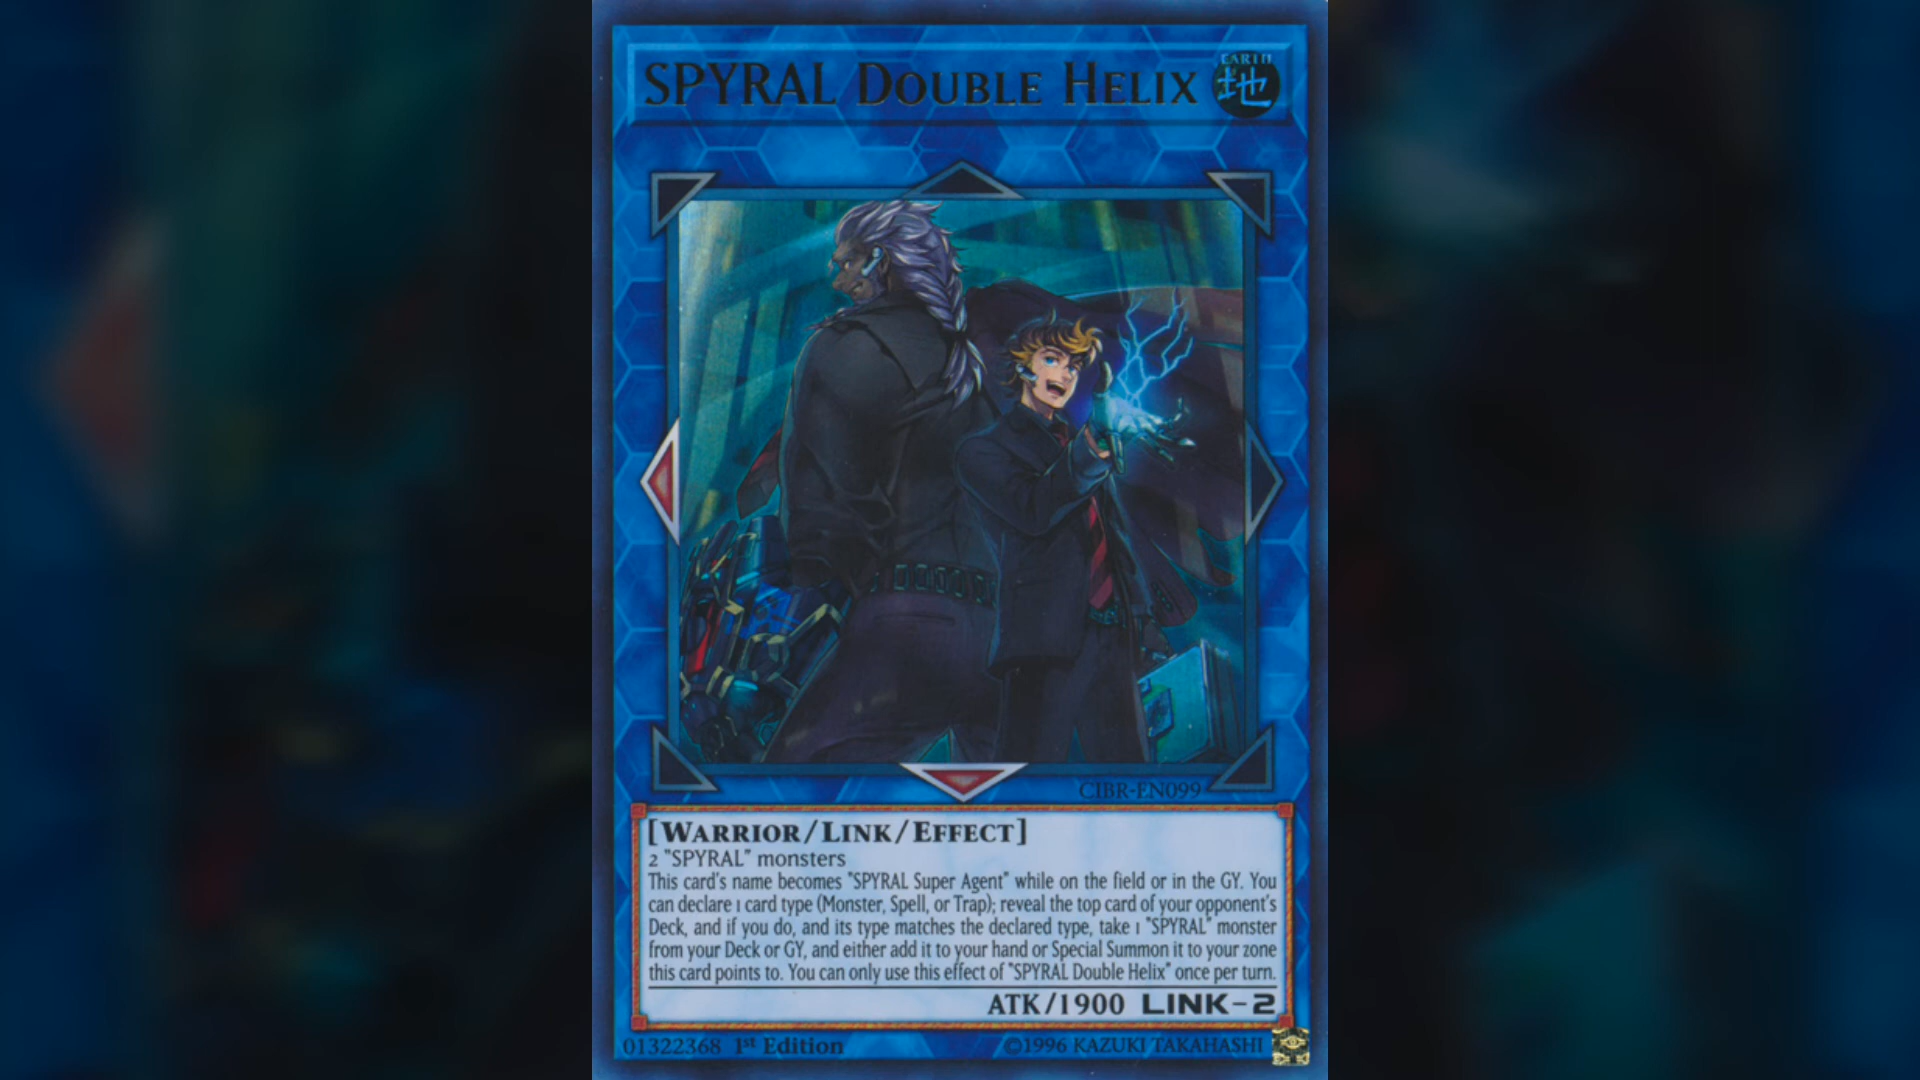 SPYRAL DOUBLE HELIX
EARTH
地
CIBR-EN099
[WARRIOR/LINK/EFFECT]
2 "SPYRAL" monsters
This card's name becomes "SPYRAL Super Agent" while on the field or in the GY. You
can declare 1 card type (Monster, Spell, or Trap); reveal the top card of your opponent's
Deck, and if you do, and its type matches the declared type, take 1 "SPYRAL" monster
from your Deck or GY, and either add it to your hand or Special Summon it to your zone
this card points to. You can only use this effect of "SPYRAL Double Helix" once per turn.
ATK/1900 LINK-2
01322368 1st Edition ©1996 KAZUKI TAKAHASHI